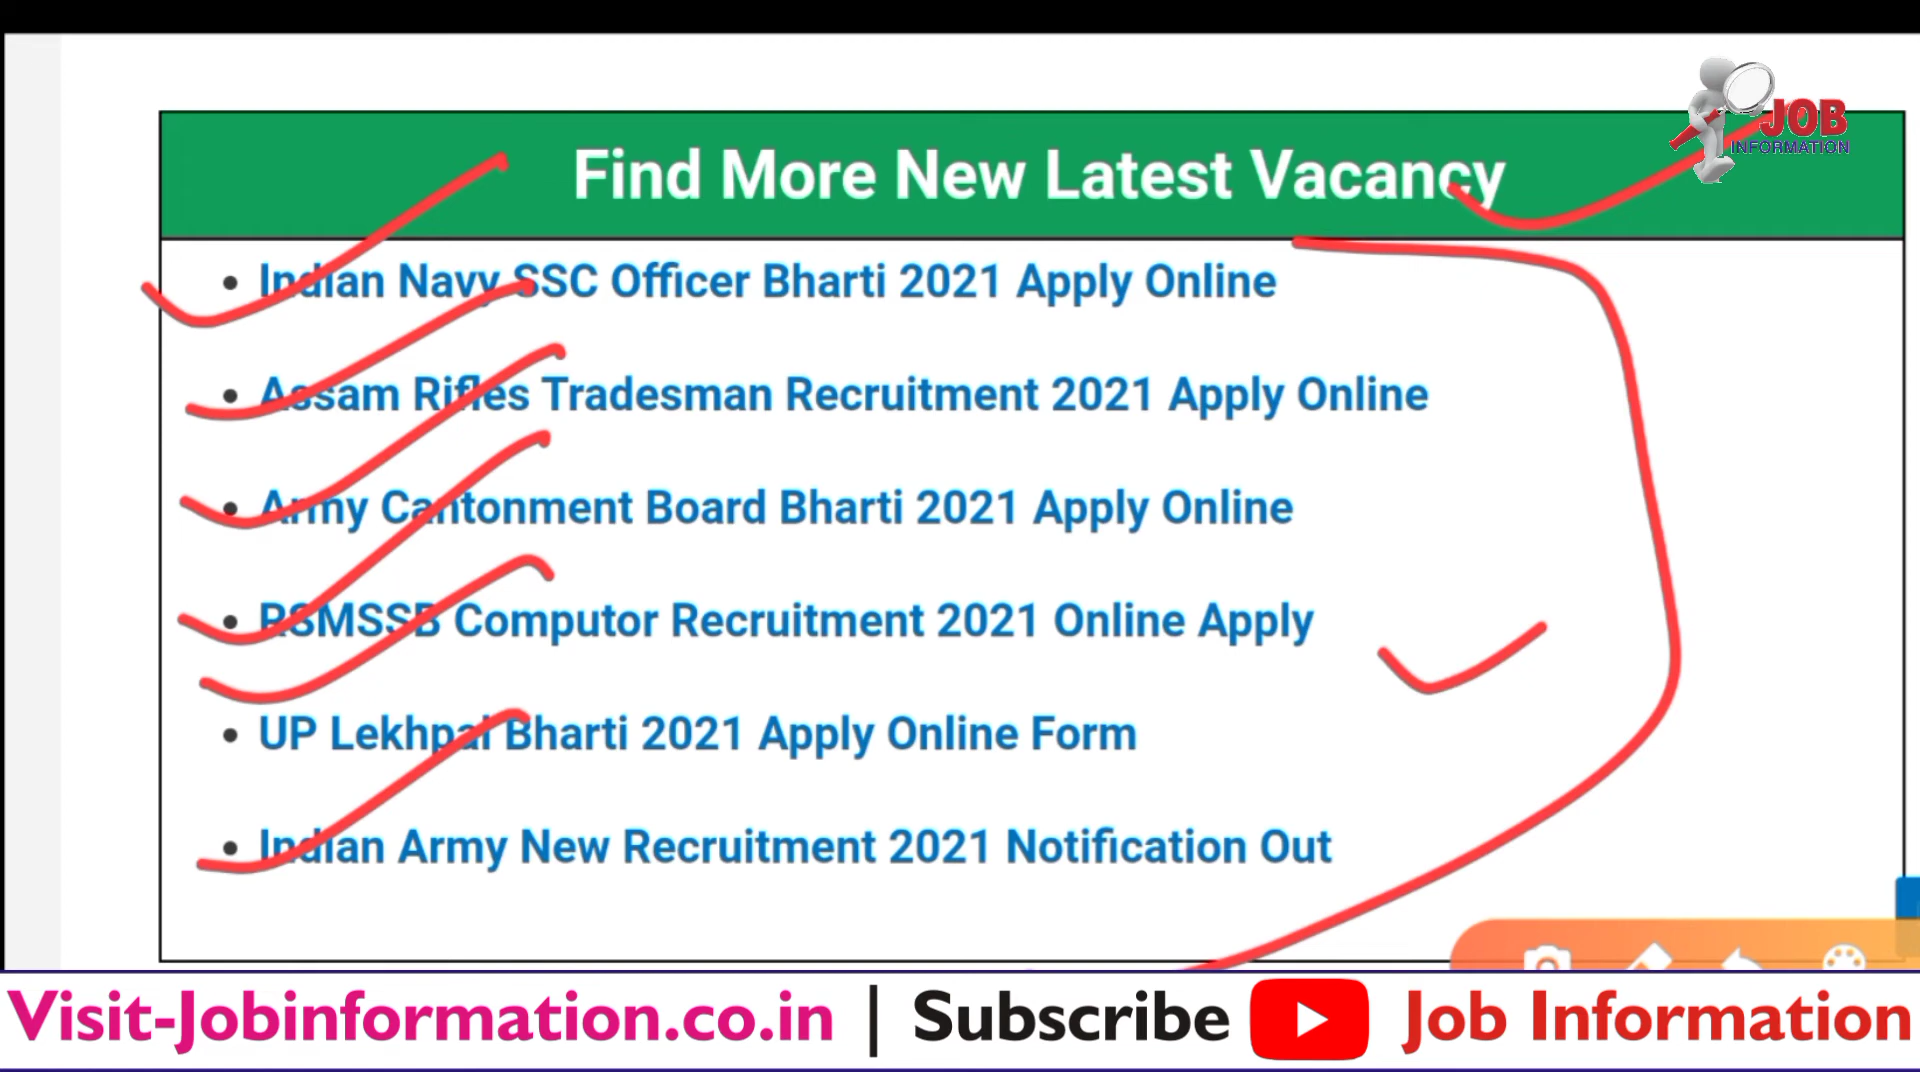 JOB
INFORMATION
Find More New Latest Vacancy
Indian Navy SSC Officer Bharti 2021 Apply Online
Assam Rifles Tradesman Recruitment 2021 Apply Online
Army Cantonment Board Bharti 2021 Apply Online
RSMSSB Computor Recruitment 2021 Online Apply
UP Lekhpal Bharti 2021 Apply Online Form
Indian Army New Recruitment 2021 Notification Out
Visit-Jobinformation.co.in | Subscribe Job Information